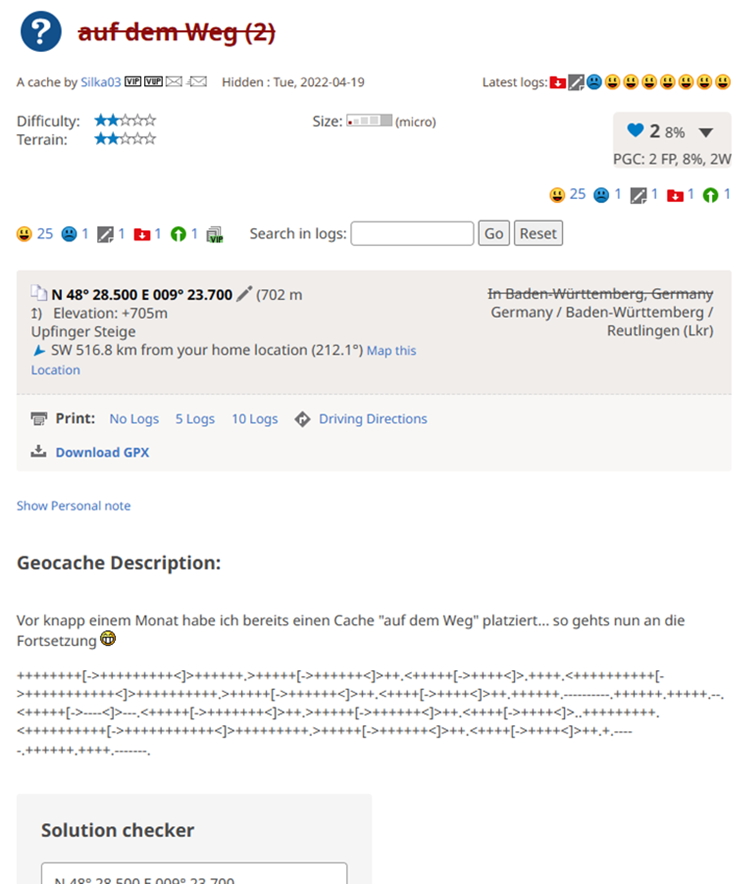 auf dem Weg (2)
A cache by Silka03 VIP VUP Hidden : Tue, 2022-04-19 Latest logs:
Difficulty: Size: (micro)
Terrain:
2 8%
PGC: 2 FP, 8%, 2W
25 1 1 1 1
25 1 1 1 1 VIP Search in logs: Go Reset
N 48° 28.500 E 009° 23.700 (702 m
Elevation: +705m
Upfinger Steige
SW 516.8 km from your home location (212.1°) Map this
Location
In Baden-Württemberg, Germany
Germany / Baden-Württemberg /
Reutlingen (Lkr)
Print: No Logs 5 Logs 10 Logs Driving Directions
Download GPX
Show Personal note
Geocache Description:
Vor knapp einem Monat habe ich bereits einen Cache "auf dem Weg" platziert... so gehts nun an die
Fortsetzung
++++++++[->+++++++++<]>++++++.>+++++[->++++++<]>++.<+++++[->++++<]>.++++.<++++++++++[-
>+++++++++++<]>++++++++++.>+++++[->++++++<]>++.<++++[->++++<]>++.++++++.----------.++++++.+++++.--.
<+++++[->----<]>---.<+++++[->+++++++<]>++.>+++++[->++++++<]>++.<++++[->++++<]>..+++++++++.
<++++++++++[->+++++++++++<]>+++++++++.>+++++[->++++++<]>++.<++++[->++++<]>++.+.----
-.++++++.++++.-------.
Solution checker
N 48° 28.500 E 009° 23.700